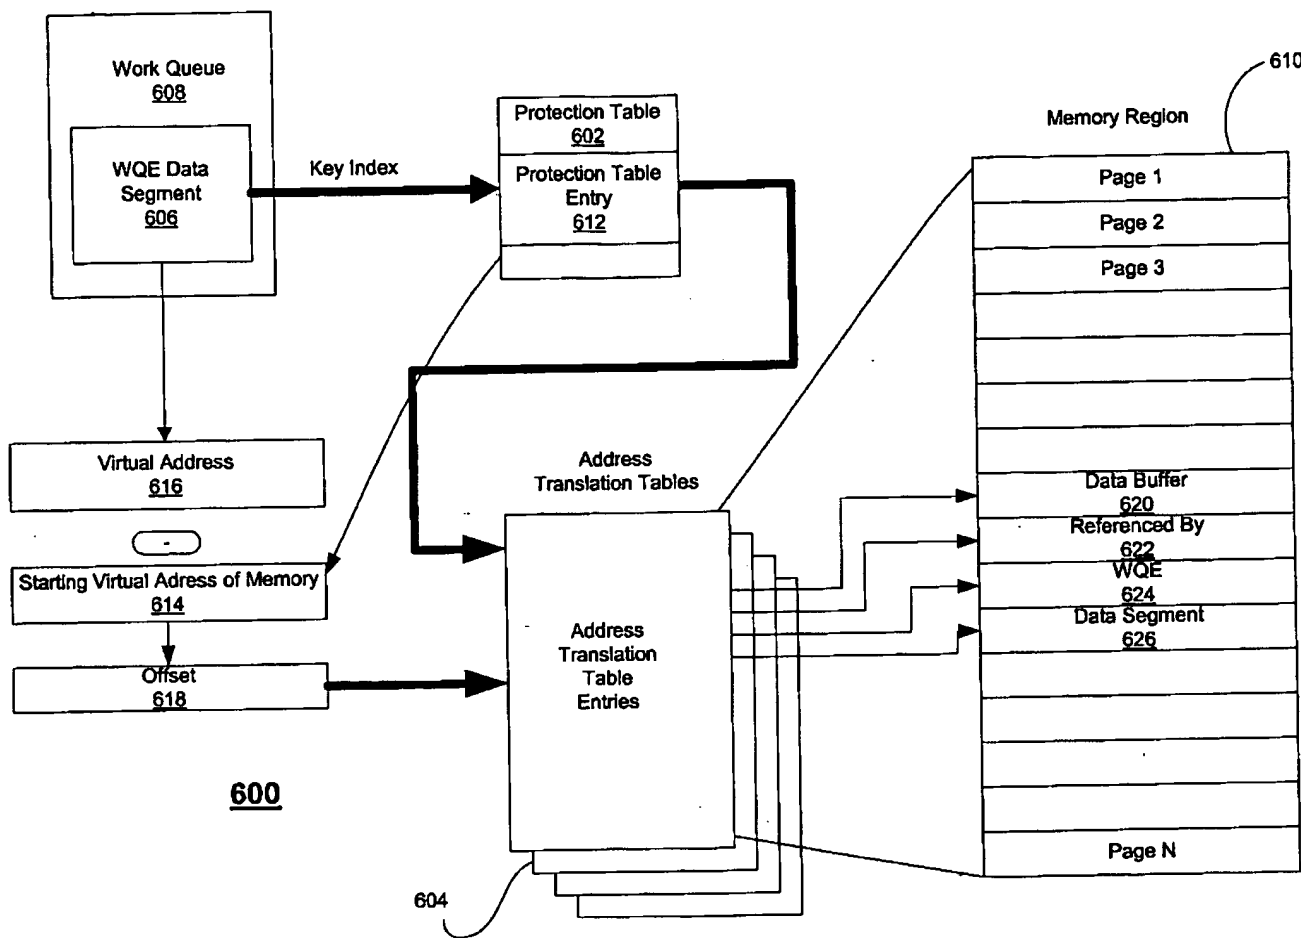 Work Queue
608
WQE Data
Segment
606
Key Index
Protection Table
602
Protection Table
Entry
612
610
Memory Region
Page 1
Page 2
Page 3
Virtual Address
616
-
Starting Virtual Adress of Memory
614
Offset
618
600
Address
Translation Tables
Address
Translation
Table
Entries
604
Data Buffer
620
Referenced By
622
WQE
624
Data Segment
626
Page N